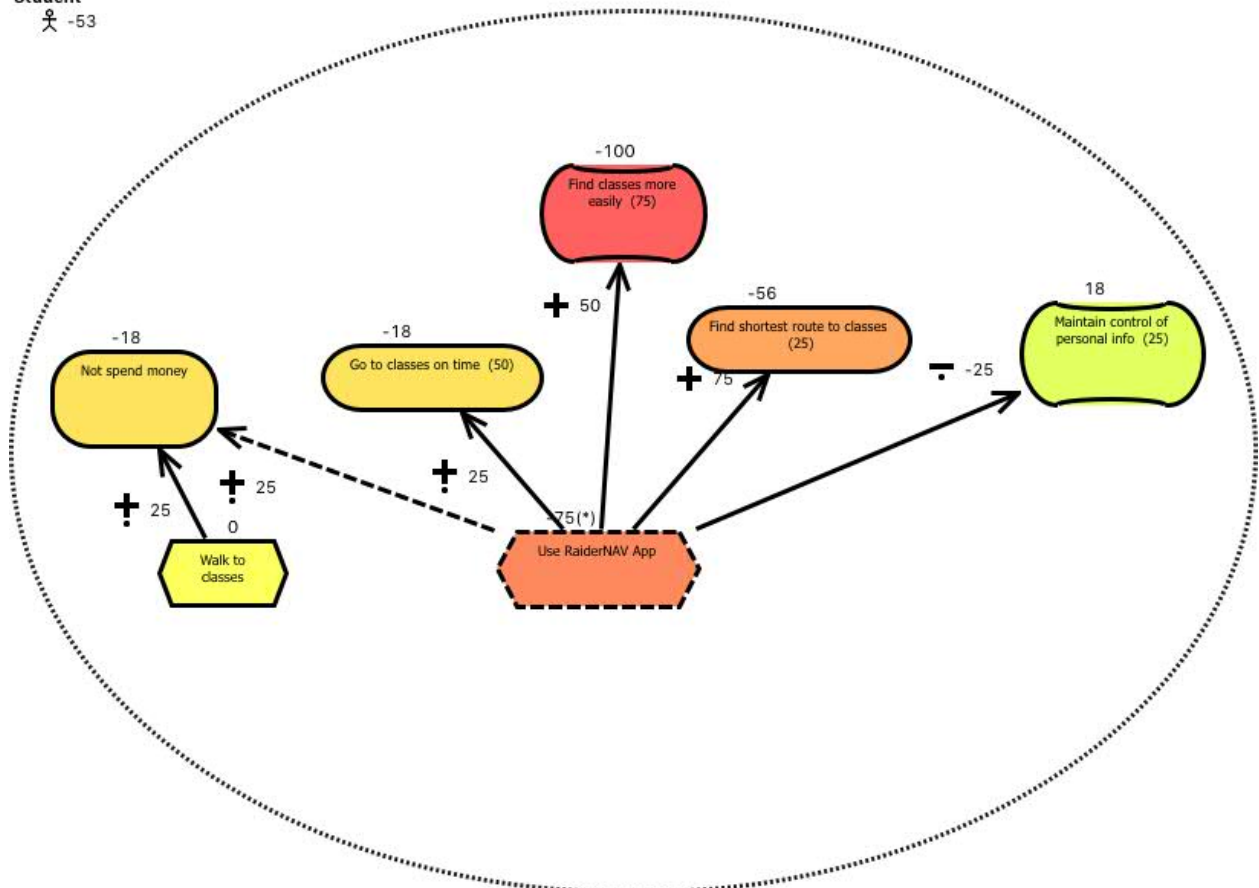 Student
-53
-100
Find classes more
easily (75)
50
-56
Find shortest route to classes
(25)
75
18
Maintain control of
personal info (25)
-25
-18
Not spend money
-18
Go to classes on time (50)
25
25
25
0
Walk to
classes
-75(*)
Use RaiderNAV App